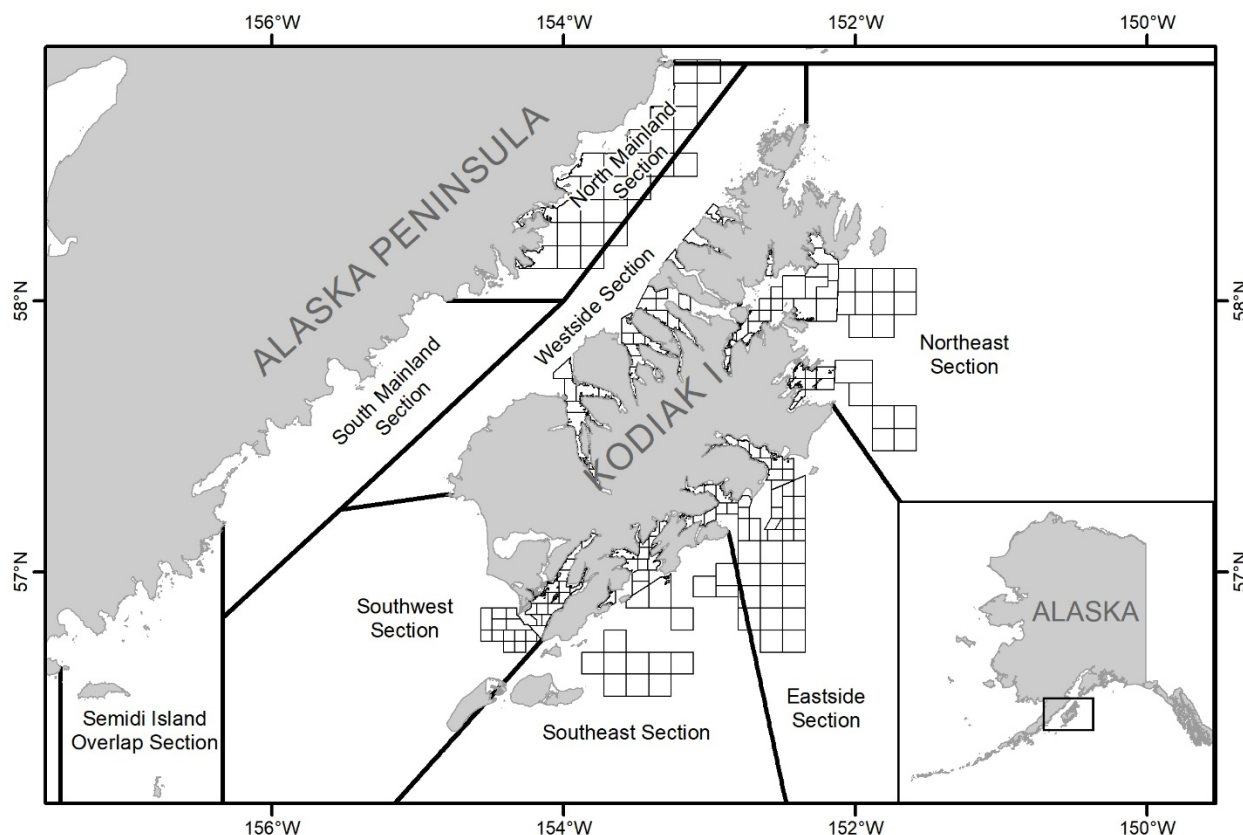 156°W
154°W
152°W
150°W
ALASKA PENINSULA
North Mainland
Section
58°N
58°N
Westside Section
Northeast
Section
South Mainland
Section
KODIAK I.
57°N
57°N
Southwest
Section
ALASKA
Eastside
Section
Semidi Island
Overlap Section
Southeast Section
156°W
154°W
152°W
150°W